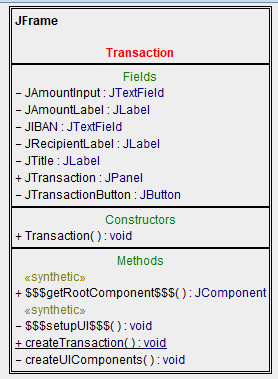 JFrame
Transaction
Fields
– JAmountInput : JTextField
– JAmountLabel : JLabel
– JIBAN : JTextField
– JRecipientLabel : JLabel
– JTitle : JLabel
+ JTransaction : JPanel
– JTransactionButton : JButton
Constructors
+ Transaction( ) : void
Methods
«synthetic»
+ $$$getRootComponent$$$( ) : JComponent
«synthetic»
– $$$setupUI$$$( ) : void
+ createTransaction( ) : void
– createUIComponents( ) : void